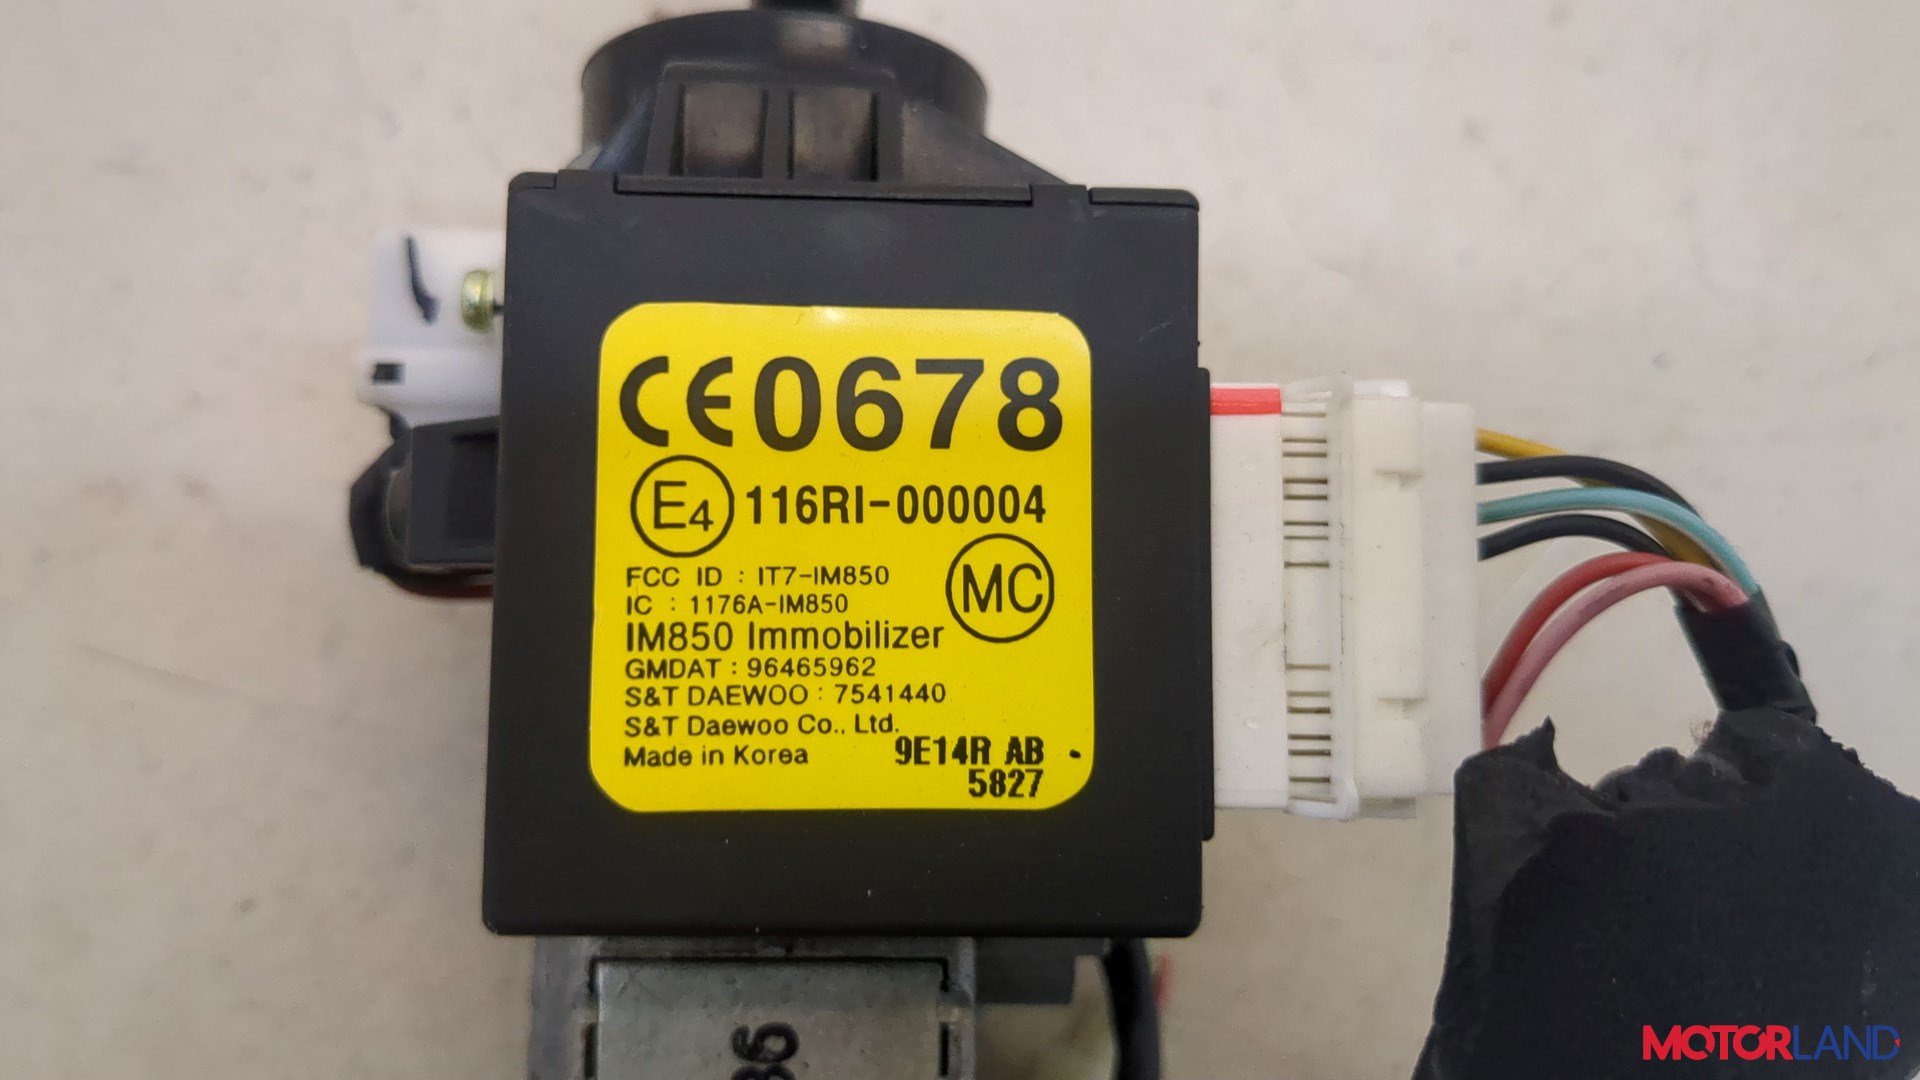 CE0678
E4 116RI-000004
FCC ID : IT7-IM850
IC : 1176A-IM850
MC
IM850 Immobilizer
GMDAT : 96465962
S&T DAEWOO : 7541440
S&T Daewoo Co., Ltd.
Made in Korea 9E14R AB -
5827
MOTORLAND